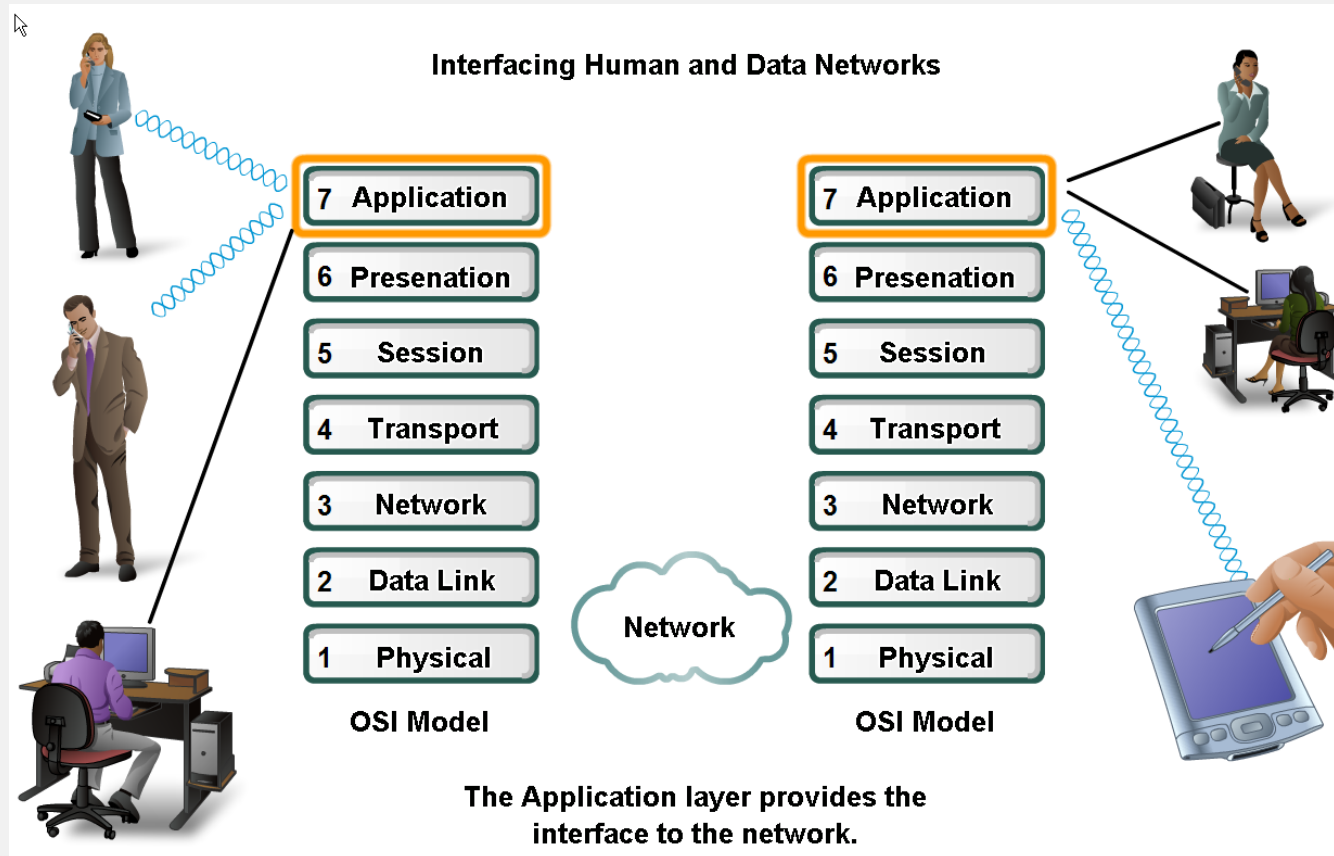 Interfacing Human and Data Networks
7 Application
6 Presenation
5 Session
4 Transport
3 Network
2 Data Link
1 Physical
OSI Model
Network
7 Application
6 Presenation
5 Session
4 Transport
3 Network
2 Data Link
1 Physical
OSI Model
The Application layer provides the
interface to the network.